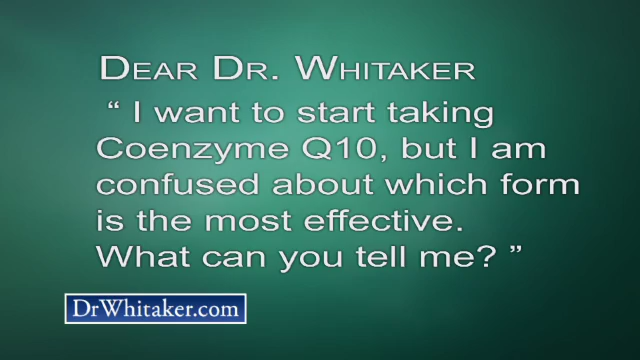 DEAR DR. WHITAKER
“ I want to start taking
Coenzyme Q10, but I am
confused about which form
is the most effective.
What can you tell me? ”
DrWhitaker.com